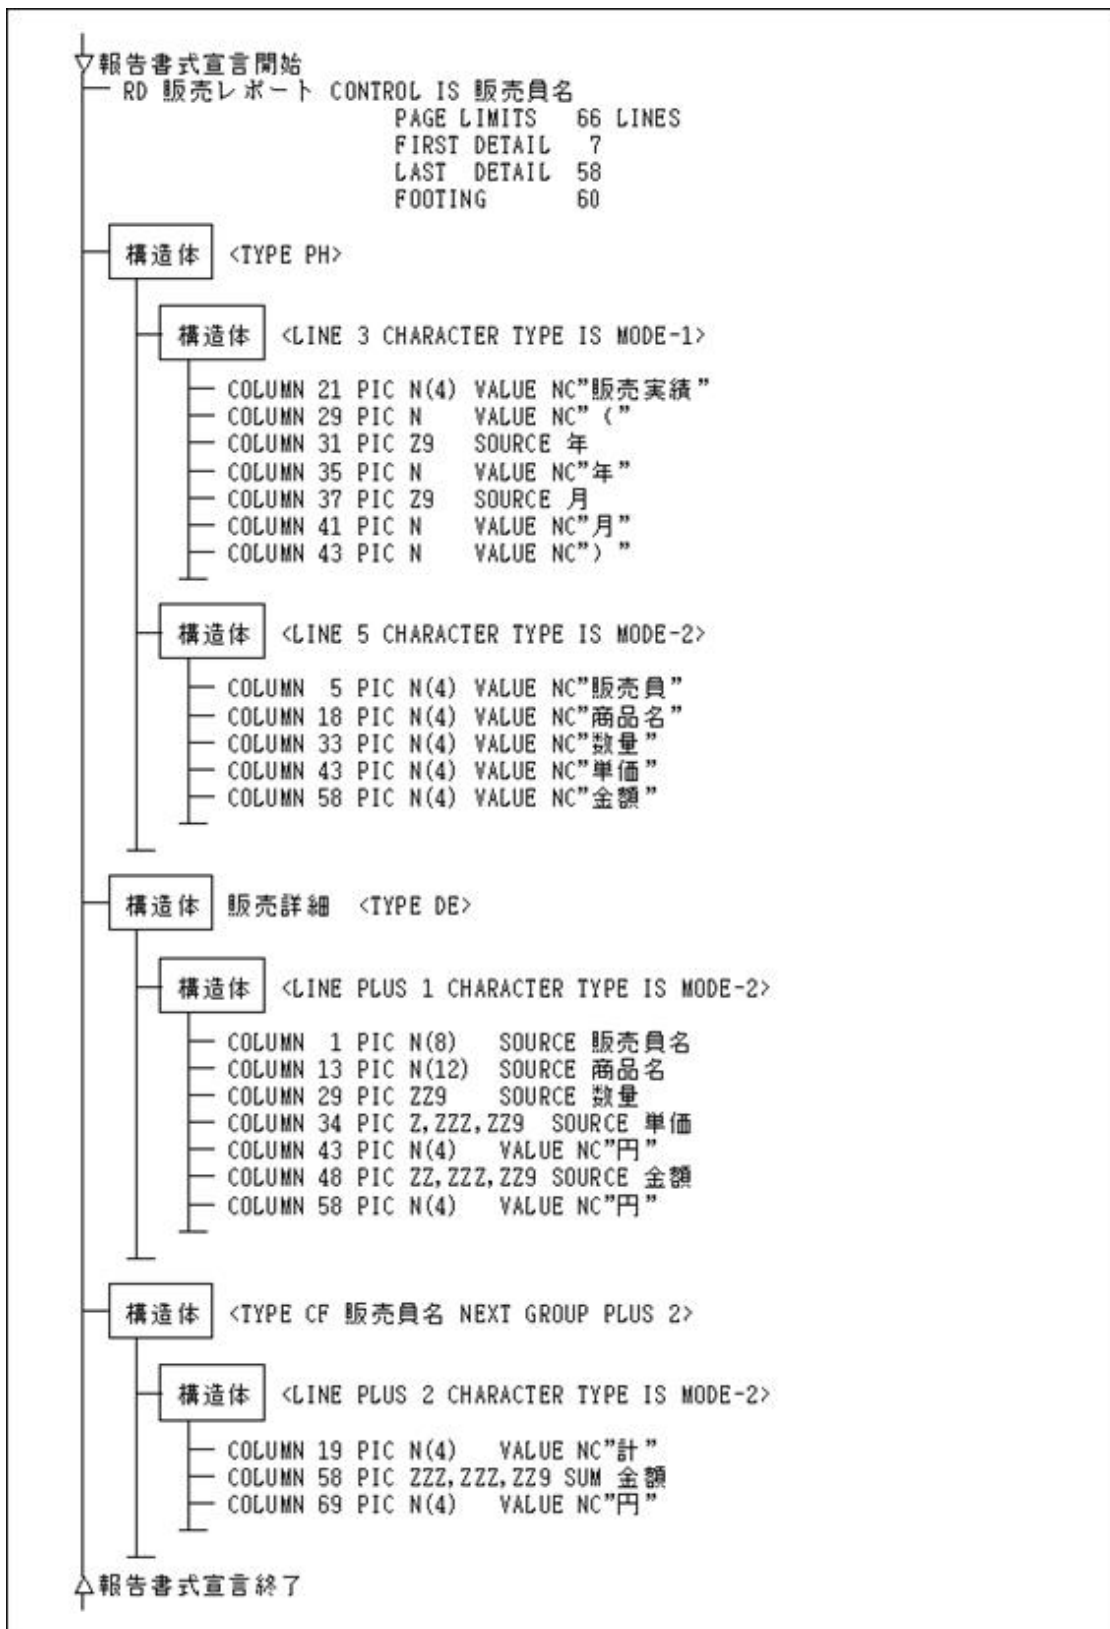 報告書式宣言開始
RD 販売レポート CONTROL IS 販売員名
PAGE LIMITS 66 LINES
FIRST DETAIL 7
LAST DETAIL 58
FOOTING 60
構造体 <TYPE PH>
構造体 <LINE 3 CHARACTER TYPE IS MODE-1>
COLUMN 21 PIC N(4) VALUE NC"販売実績"
COLUMN 29 PIC N VALUE NC"（"
COLUMN 31 PIC Z9 SOURCE 年
COLUMN 35 PIC N VALUE NC"年"
COLUMN 37 PIC Z9 SOURCE 月
COLUMN 41 PIC N VALUE NC"月"
COLUMN 43 PIC N VALUE NC"）"
構造体 <LINE 5 CHARACTER TYPE IS MODE-2>
COLUMN 5 PIC N(4) VALUE NC"販売員"
COLUMN 18 PIC N(4) VALUE NC"商品名"
COLUMN 33 PIC N(4) VALUE NC"数量"
COLUMN 43 PIC N(4) VALUE NC"単価"
COLUMN 58 PIC N(4) VALUE NC"金額"
構造体 販売詳細 <TYPE DE>
構造体 <LINE PLUS 1 CHARACTER TYPE IS MODE-2>
COLUMN 1 PIC N(8) SOURCE 販売員名
COLUMN 13 PIC N(12) SOURCE 商品名
COLUMN 29 PIC ZZ9 SOURCE 数量
COLUMN 34 PIC Z,ZZZ,ZZ9 SOURCE 単価
COLUMN 43 PIC N(4) VALUE NC"円"
COLUMN 48 PIC ZZ,ZZZ,ZZ9 SOURCE 金額
COLUMN 58 PIC N(4) VALUE NC"円"
構造体 <TYPE CF 販売員名 NEXT GROUP PLUS 2>
構造体 <LINE PLUS 2 CHARACTER TYPE IS MODE-2>
COLUMN 19 PIC N(4) VALUE NC"計"
COLUMN 58 PIC ZZZ,ZZZ,ZZ9 SUM 金額
COLUMN 69 PIC N(4) VALUE NC"円"
報告書式宣言終了